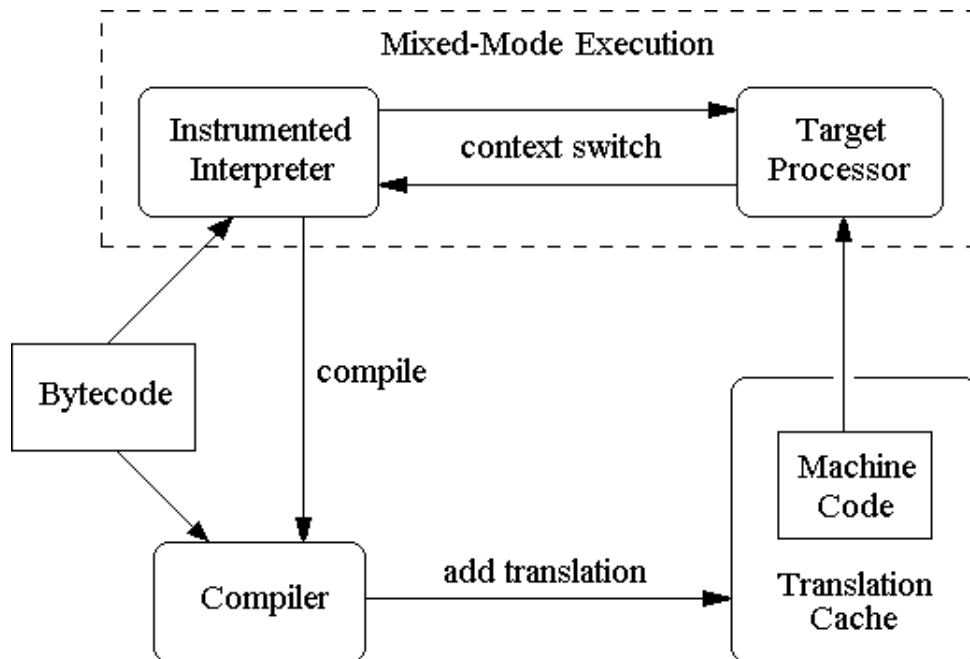 Mixed-Mode Execution
Instrumented
Interpreter
context switch
Target
Processor
Bytecode
compile
Machine
Code
Compiler
add translation
Translation
Cache